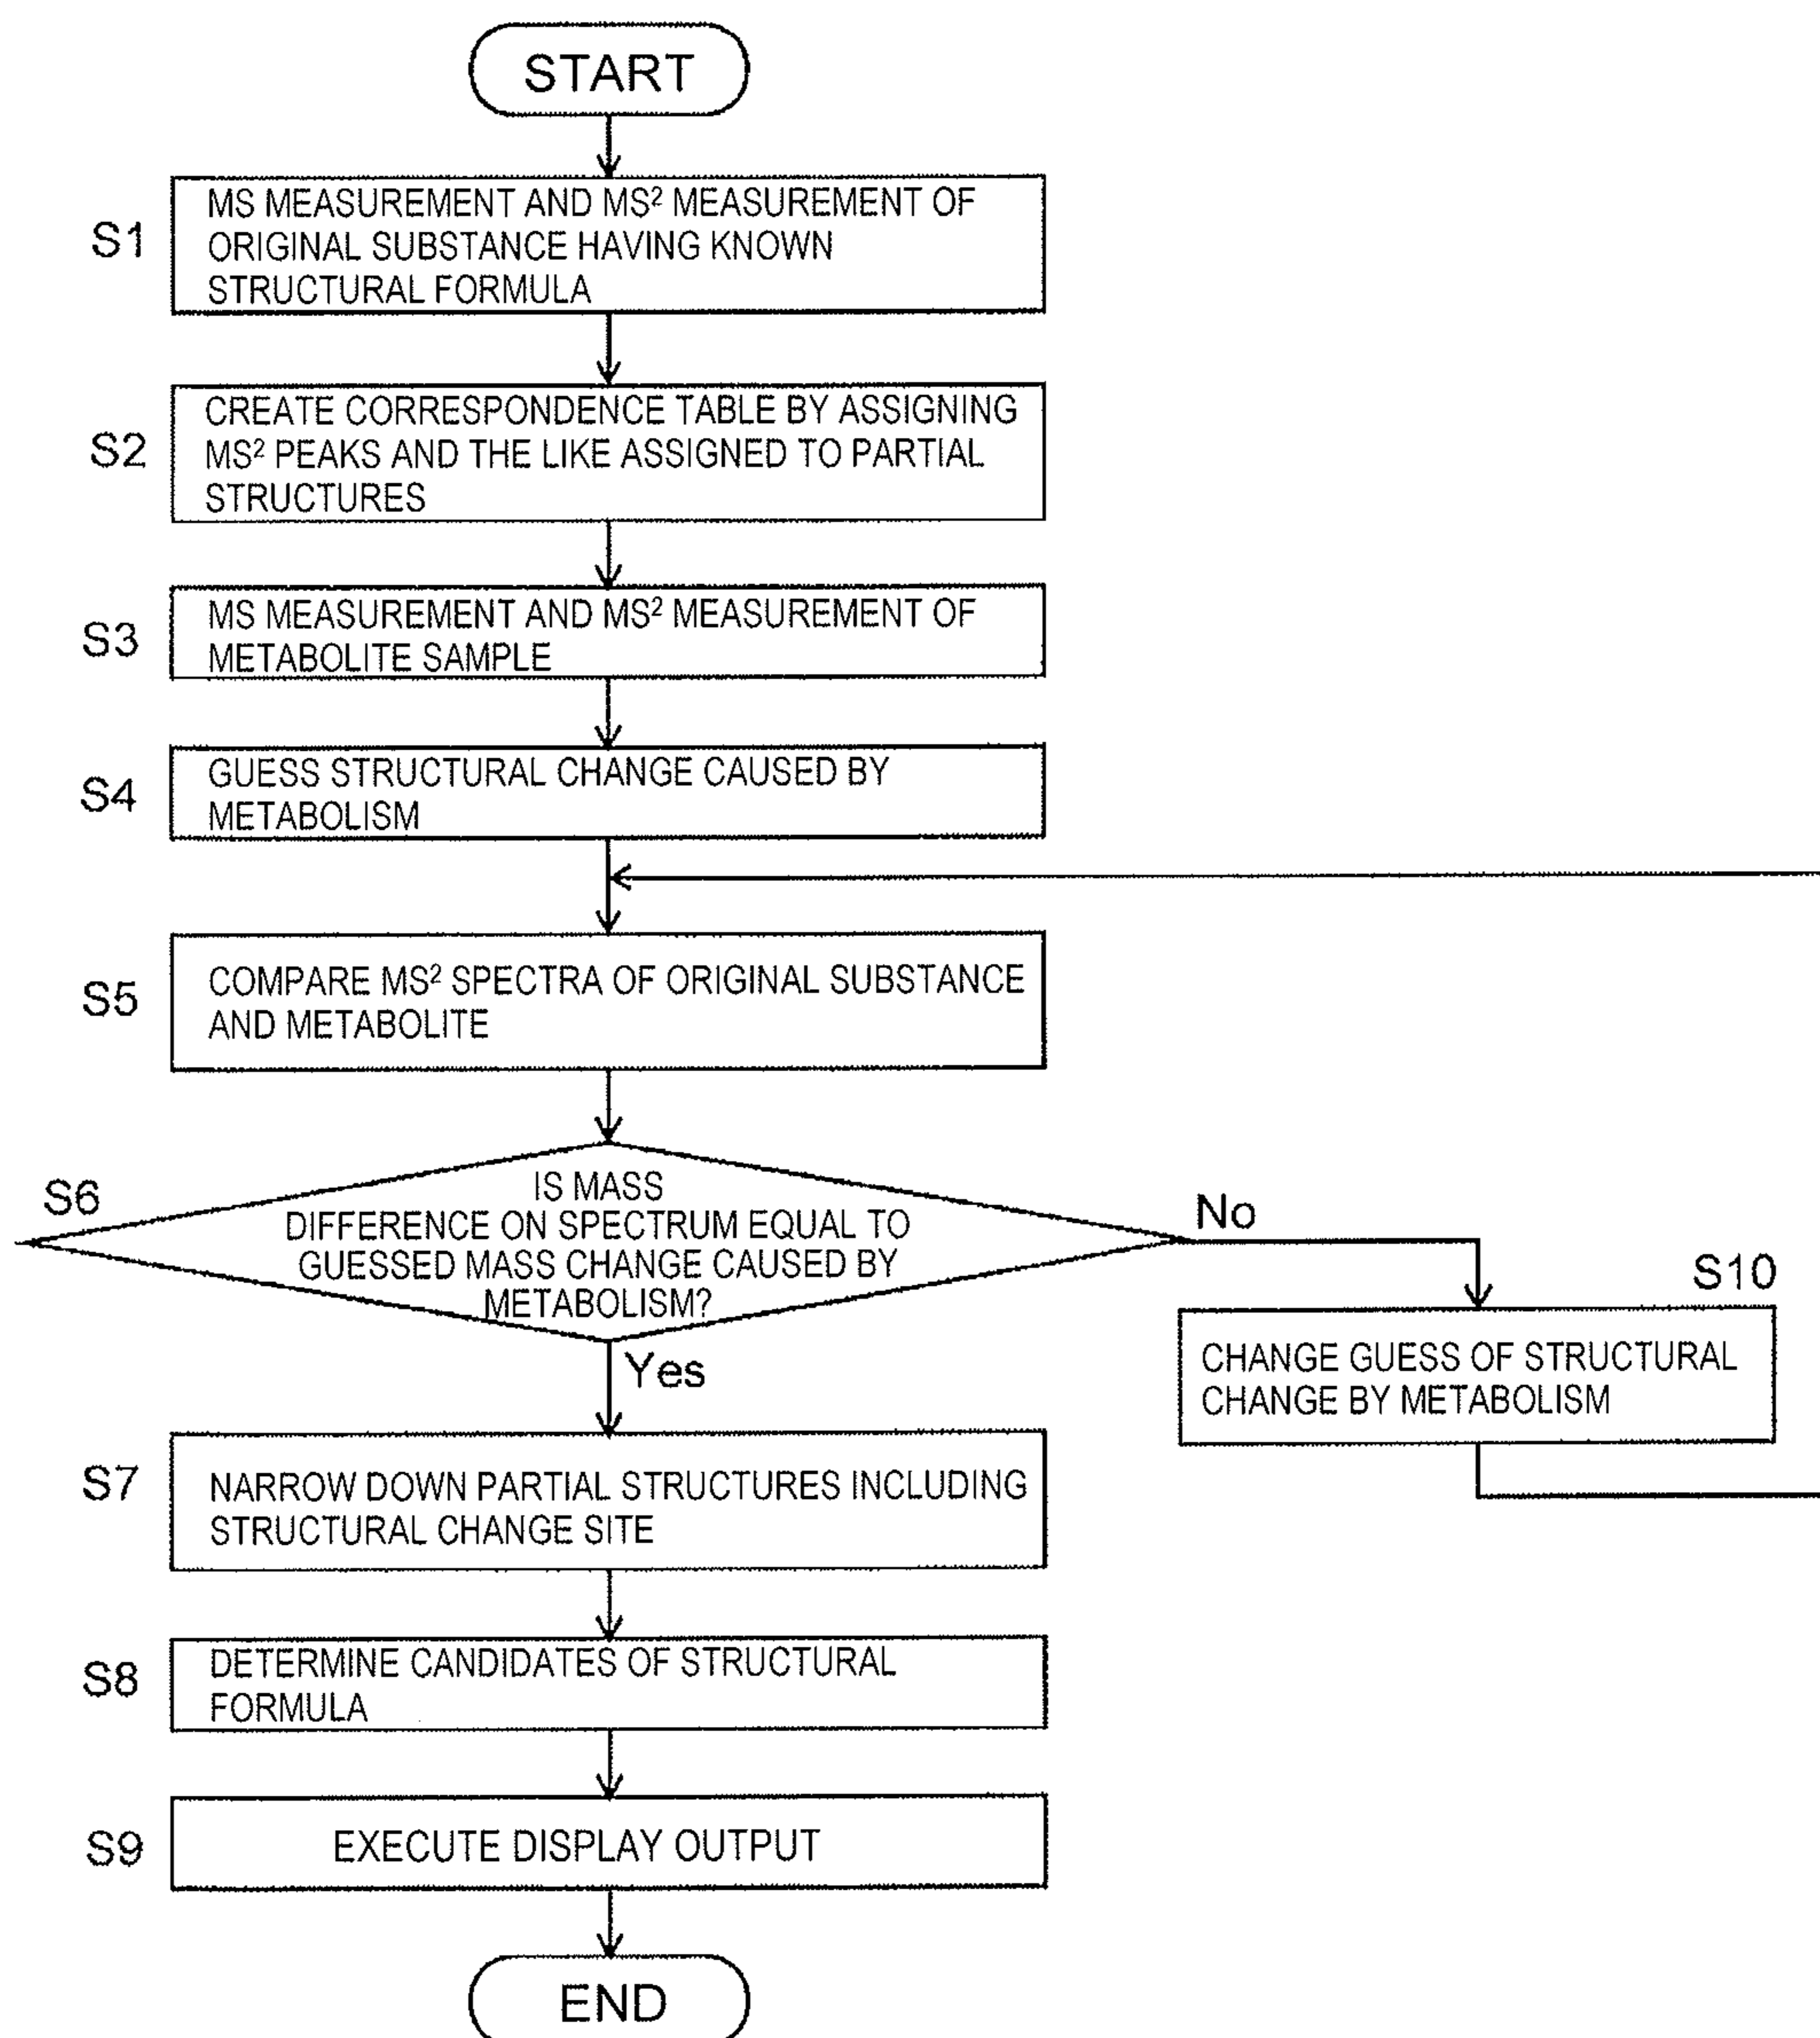 START
S1
MS MEASUREMENT AND MS² MEASUREMENT OF
ORIGINAL SUBSTANCE HAVING KNOWN
STRUCTURAL FORMULA
S2
CREATE CORRESPONDENCE TABLE BY ASSIGNING
MS² PEAKS AND THE LIKE ASSIGNED TO PARTIAL
STRUCTURES
S3
MS MEASUREMENT AND MS² MEASUREMENT OF
METABOLITE SAMPLE
S4
GUESS STRUCTURAL CHANGE CAUSED BY
METABOLISM
S5
COMPARE MS² SPECTRA OF ORIGINAL SUBSTANCE
AND METABOLITE
S6
IS MASS
DIFFERENCE ON SPECTRUM EQUAL TO
GUESSED MASS CHANGE CAUSED BY
METABOLISM?
No
S10
CHANGE GUESS OF STRUCTURAL
CHANGE BY METABOLISM
Yes
S7
NARROW DOWN PARTIAL STRUCTURES INCLUDING
STRUCTURAL CHANGE SITE
S8
DETERMINE CANDIDATES OF STRUCTURAL
FORMULA
S9
EXECUTE DISPLAY OUTPUT
END